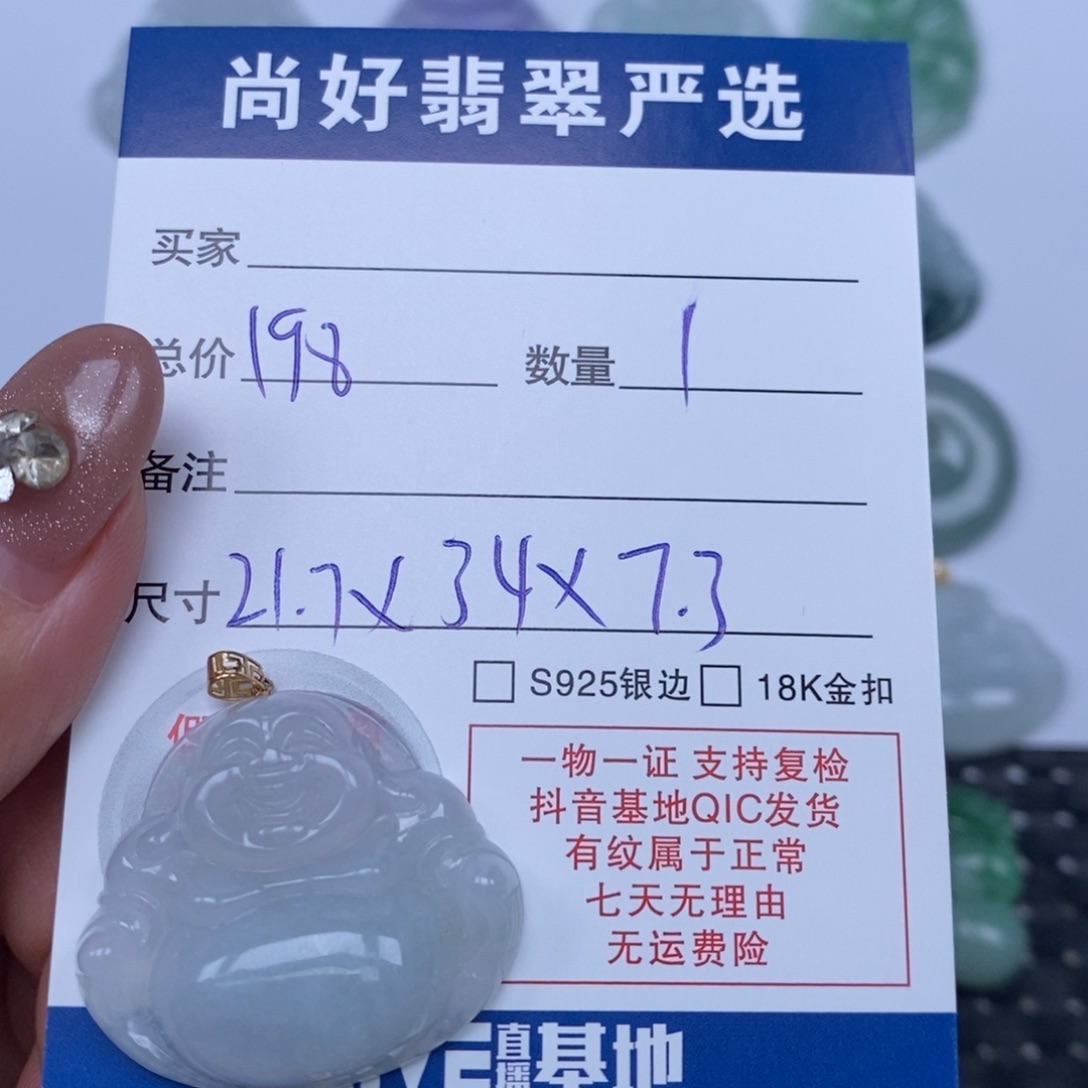 尚好翡翠严选
买家
总价 198 数量 1
备注
尺寸 21.7X34X7.3
S925银边 18K金扣
一物一证 支持复检
抖音基地QIC发货
有纹属于正常
七天无理由
无运费险
直播基地